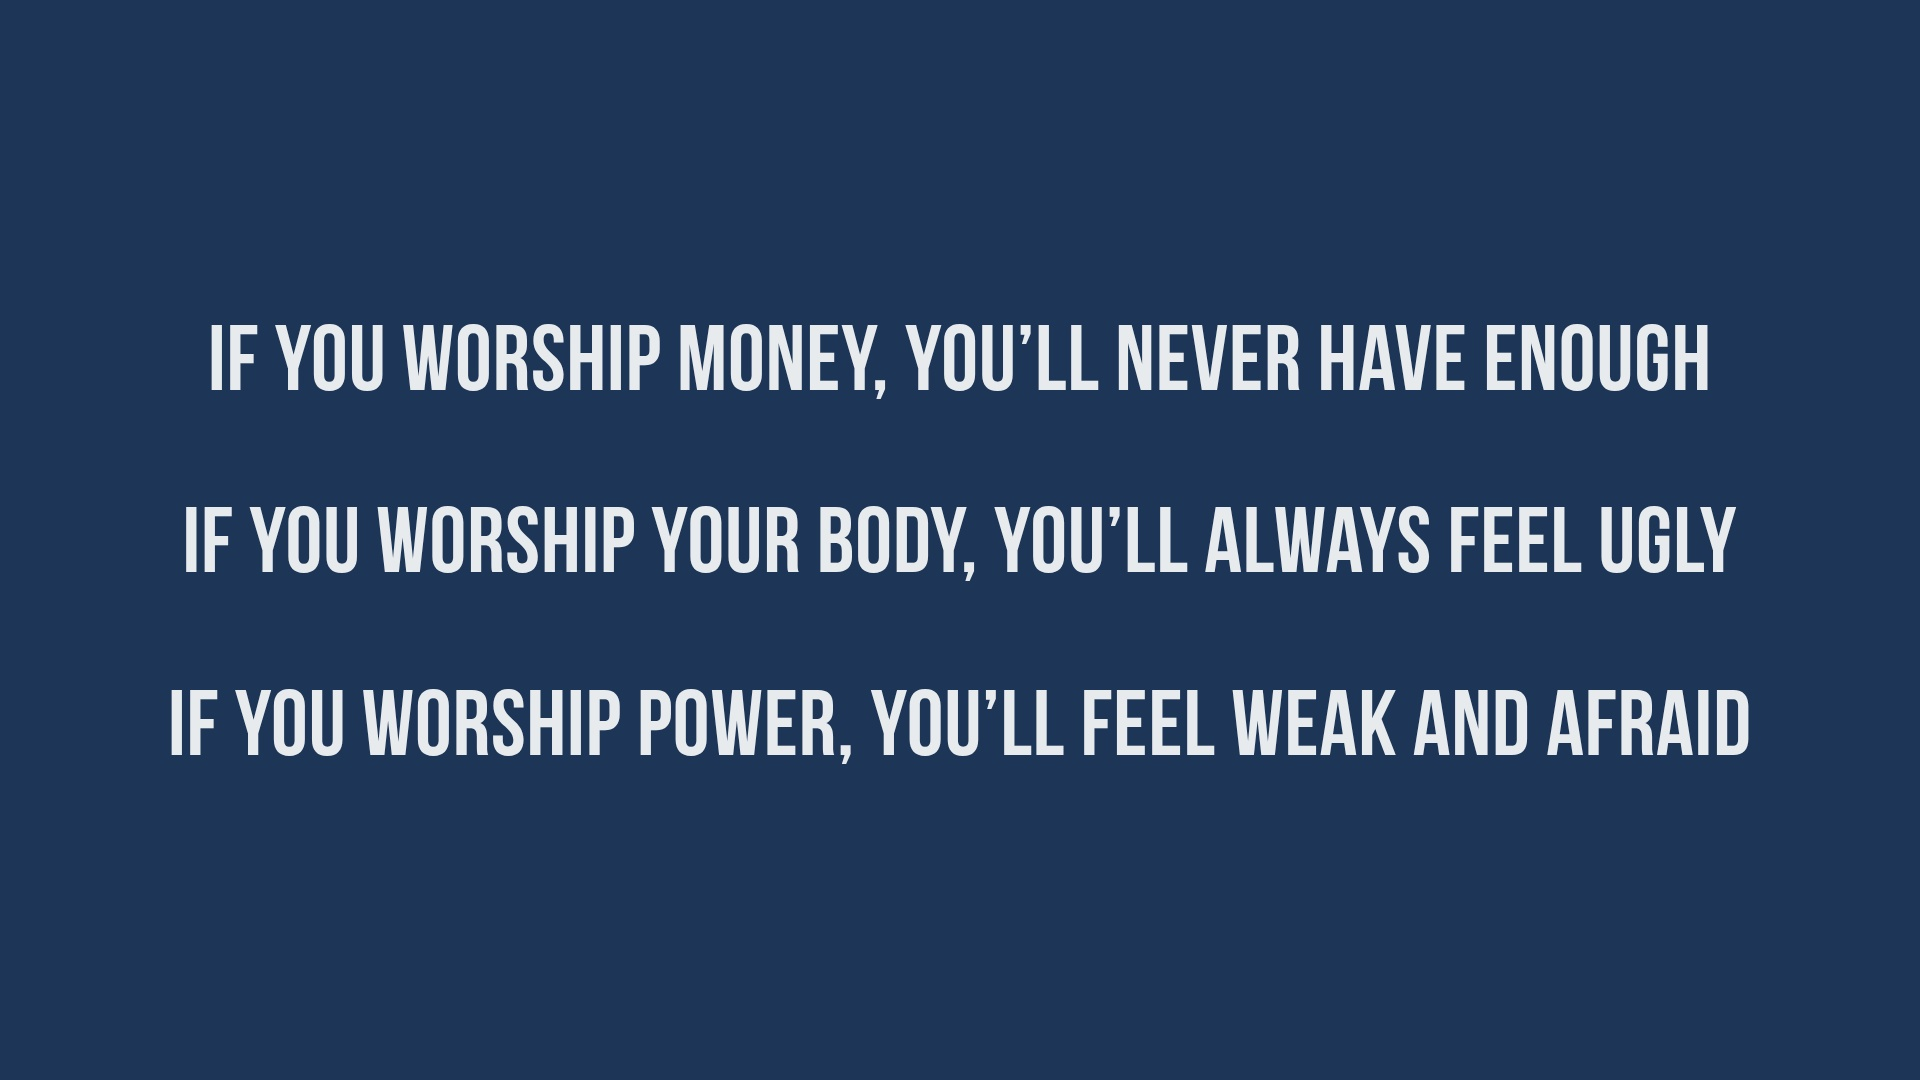 IF YOU WORSHIP MONEY, YOU’LL NEVER HAVE ENOUGH
IF YOU WORSHIP YOUR BODY, YOU’LL ALWAYS FEEL UGLY
IF YOU WORSHIP POWER, YOU’LL FEEL WEAK AND AFRAID